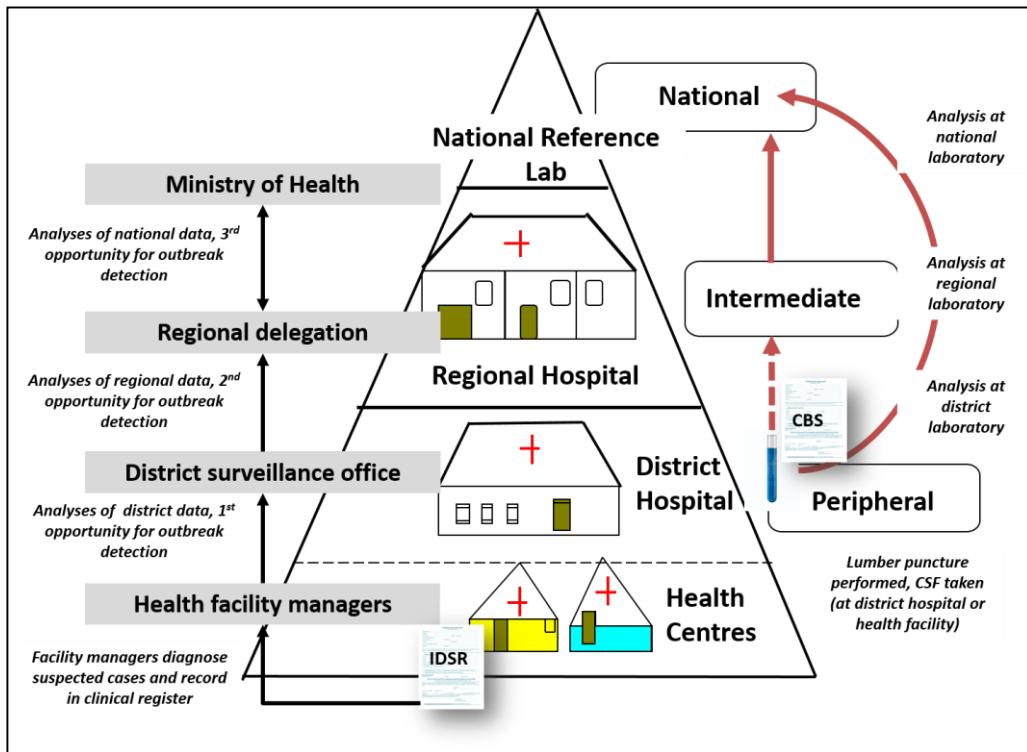 National
National Reference
Lab
Ministry of Health
Analyses of national data, 3rd
opportunity for outbreak
detection
Regional delegation
Analyses of regional data, 2nd
opportunity for outbreak
detection
District surveillance office
Analyses of district data, 1st
opportunity for outbreak
detection
Health facility managers
Facility managers diagnose
suspected cases and record
in clinical register
IDSR
Regional Hospital
District
Hospital
Health
Centres
Intermediate
CBS
Peripheral
Lumber puncture
performed, CSF taken
(at district hospital or
health facility)
Analysis at
national
laboratory
Analysis at
regional
laboratory
Analysis at
district
laboratory